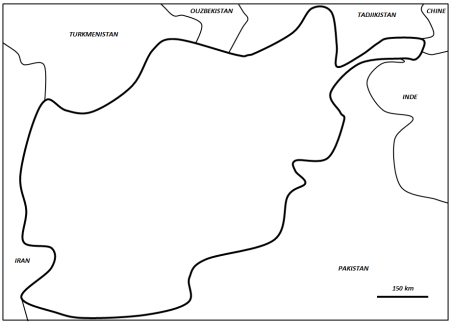 OUZBEKISTAN
CHINE
TADJIKISTAN
TURKMENISTAN
INDE
IRAN
PAKISTAN
150 km